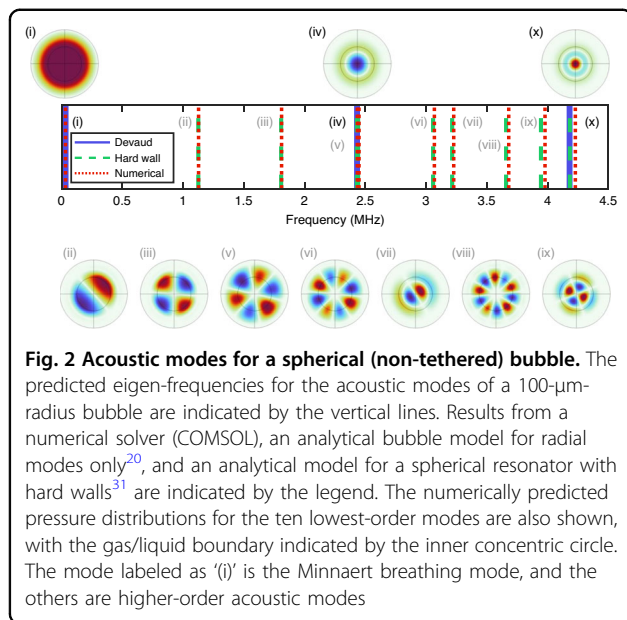 (i)
(iv)
(x)
(i)
(ii)
(iii)
(iv)
(v)
(vi)
(vii)
(viii)
(ix)
(x)
Devaud
Hard wall
Numerical
0
0.5
1
1.5
2
2.5
3
3.5
4
4.5
Frequency (MHz)
(ii)
(iii)
(v)
(vi)
(vii)
(viii)
(ix)
Fig. 2 Acoustic modes for a spherical (non-tethered) bubble. The
predicted eigen-frequencies for the acoustic modes of a 100-μm-
radius bubble are indicated by the vertical lines. Results from a
numerical solver (COMSOL), an analytical bubble model for radial
modes only20, and an analytical model for a spherical resonator with
hard walls31 are indicated by the legend. The numerically predicted
pressure distributions for the ten lowest-order modes are also shown,
with the gas/liquid boundary indicated by the inner concentric circle.
The mode labeled as ‘(i)’ is the Minnaert breathing mode, and the
others are higher-order acoustic modes